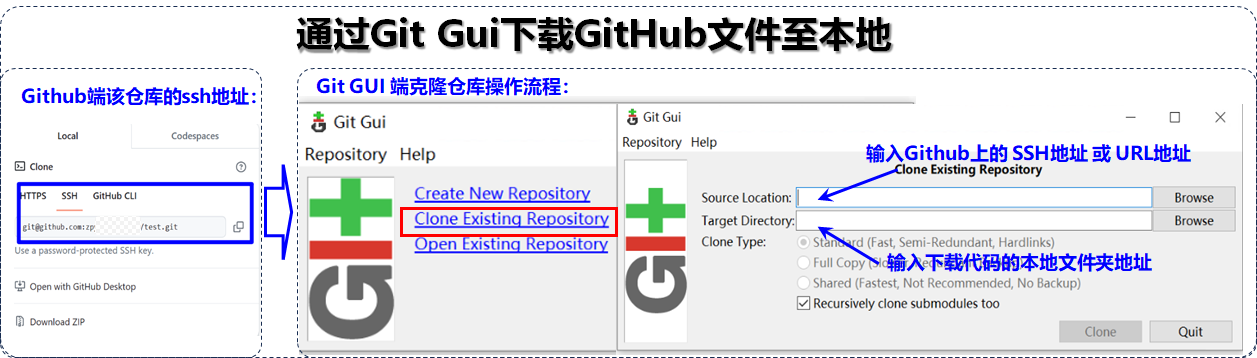 通过Git Gui下载GitHub文件至本地
Github端该仓库的ssh地址：
Local
Codespaces
Clone
HTTPS
SSH
GitHub CLI
git@github.com:zp
/test.git
Use a password-protected SSH key.
Open with GitHub Desktop
Download ZIP
Git GUI 端克隆仓库操作流程：
Git Gui
Repository Help
Create New Repository
Clone Existing Repository
Open Existing Repository
Git Gui
Repository Help
输入Github上的 SSH地址 或 URL地址
Clone Existing Repository
Source Location:
Browse
Target Directory:
Browse
Clone Type:
Standard (Fast, Semi-Redundant, Hardlinks)
Full Copy
输入下载代码的本地文件夹地址
Shared (Fastest, Not Recommended, No Backup)
Recursively clone submodules too
Clone
Quit